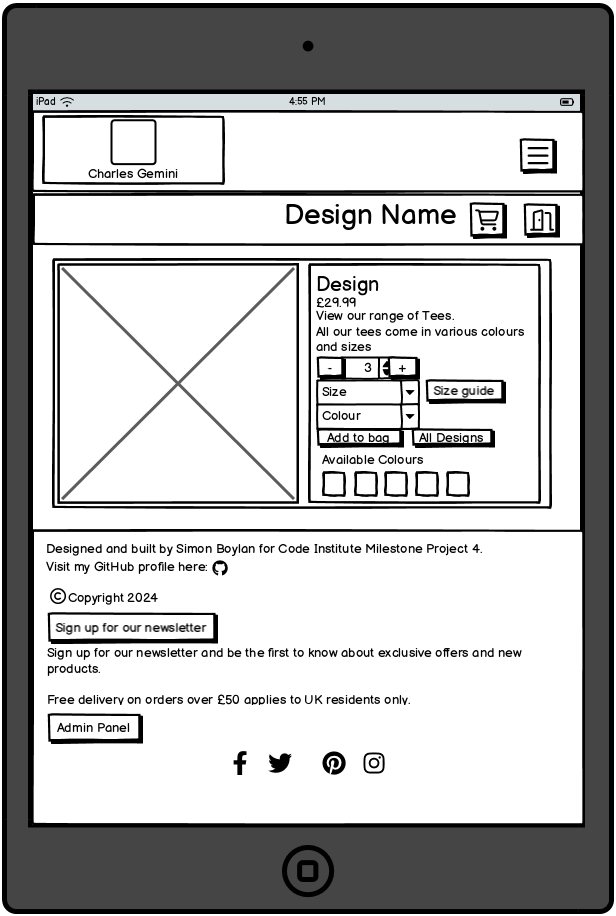 iPad
4:55 PM
Charles Gemini
Design Name
Design
£29.99
View our range of Tees.
All our tees come in various colours
and sizes
- 3 +
Size
Size guide
Colour
Add to bag
All Designs
Available Colours
Designed and built by Simon Boylan for Code Institute Milestone Project 4.
Visit my GitHub profile here:
©Copyright 2024
Sign up for our newsletter
Sign up for our newsletter and be the first to know about exclusive offers and new
products.
Free delivery on orders over £50 applies to UK residents only.
Admin Panel